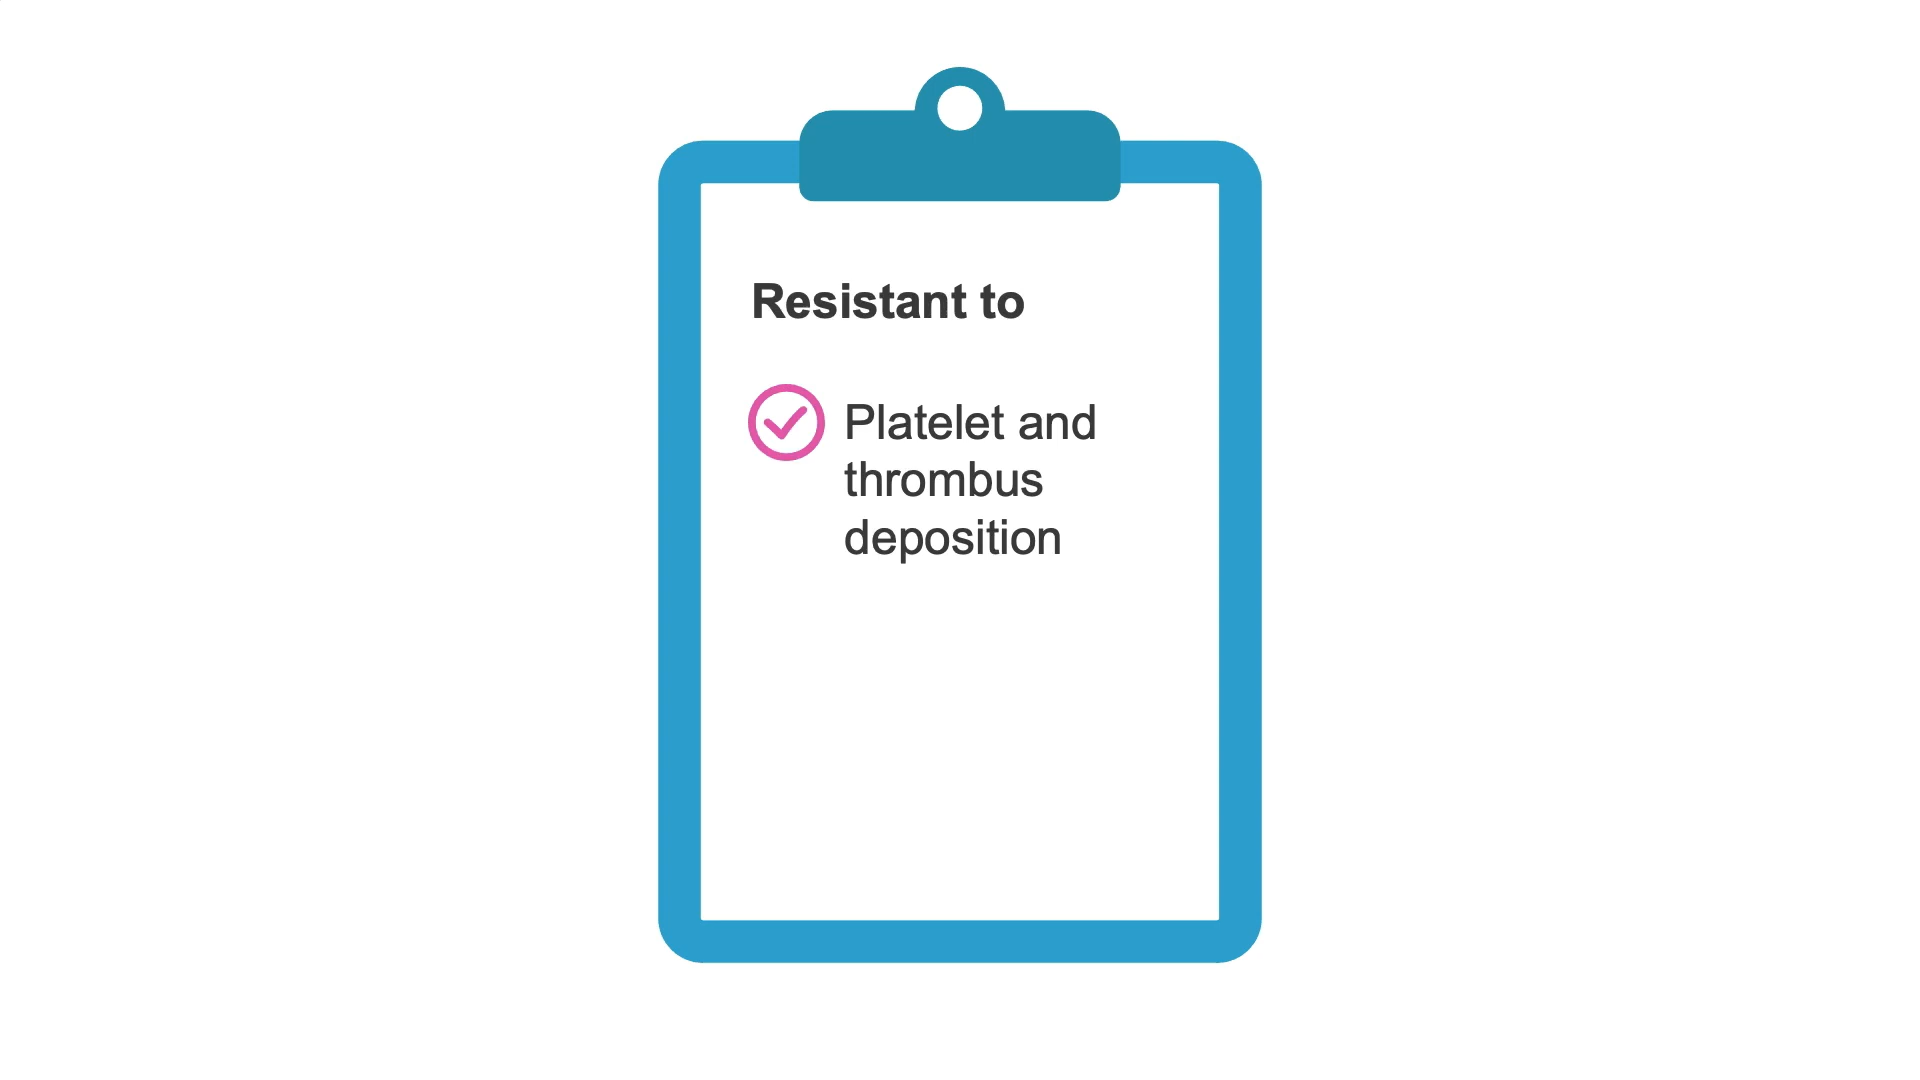 Resistant to
Platelet and
thrombus
deposition